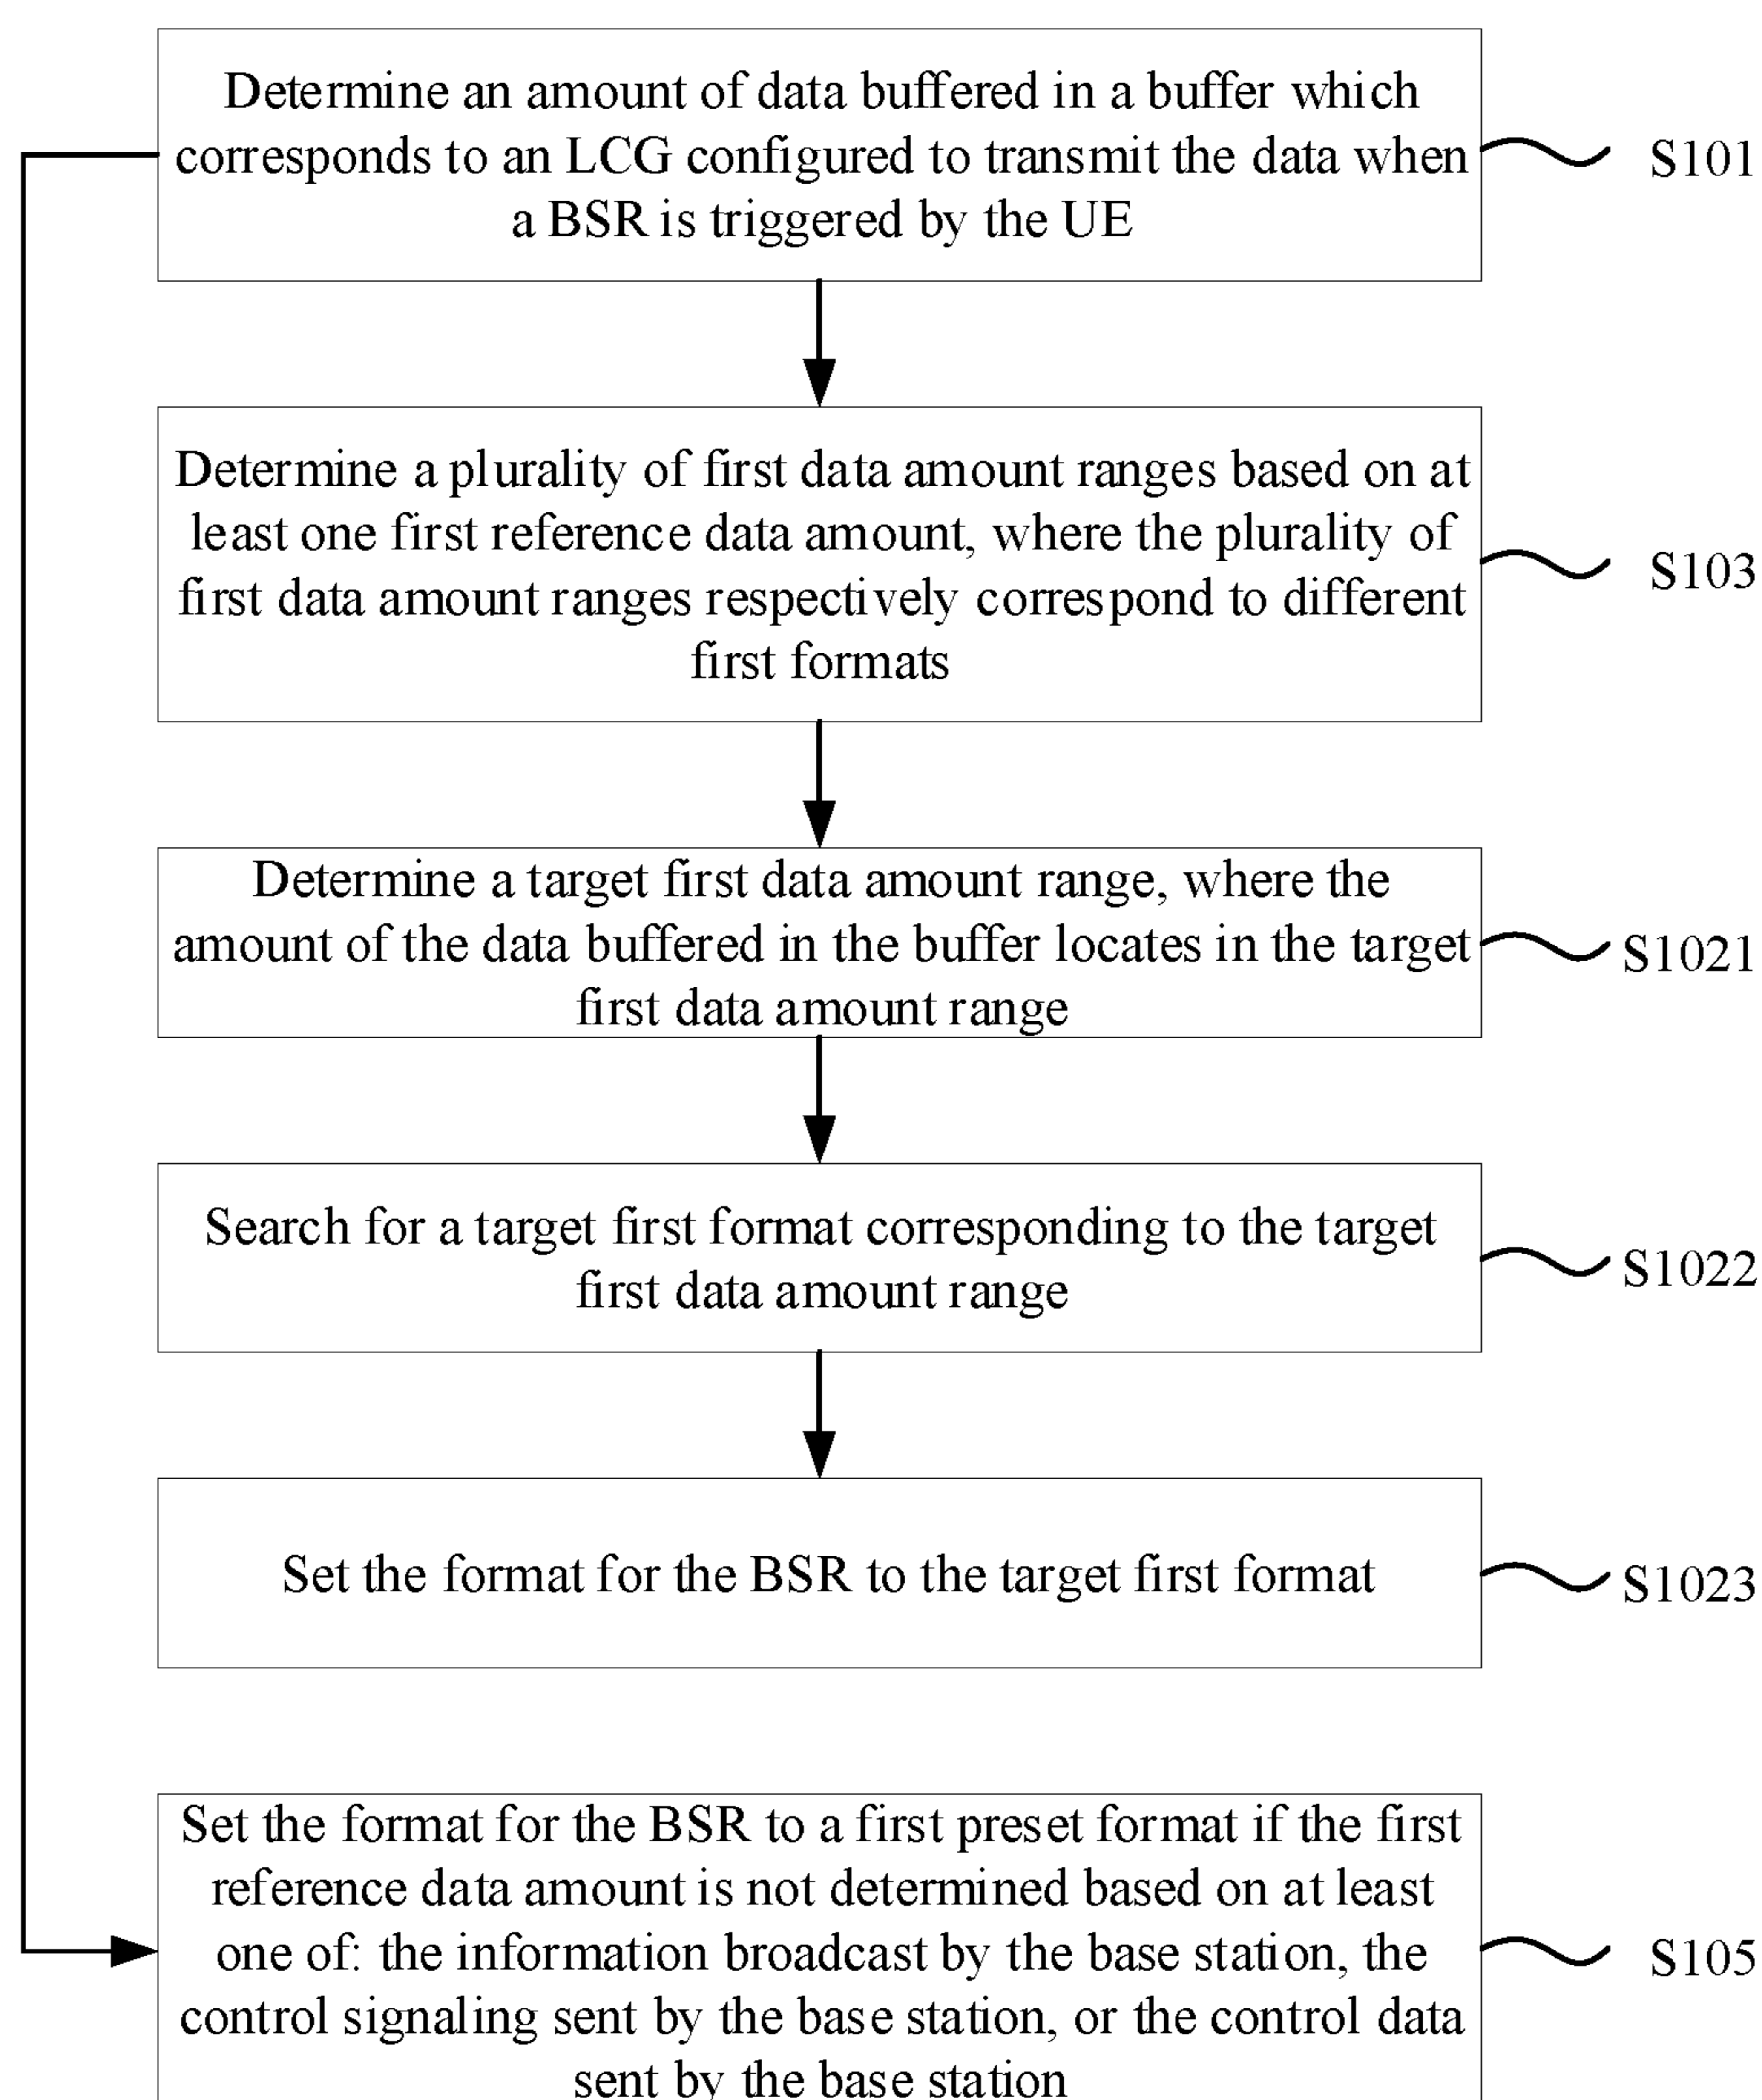 Determine an amount of data buffered in a buffer which
corresponds to an LCG configured to transmit the data when
a BSR is triggered by the UE
S101
Determine a plurality of first data amount ranges based on at
least one first reference data amount, where the plurality of
first data amount ranges respectively correspond to different
first formats
S103
Determine a target first data amount range, where the
amount of the data buffered in the buffer locates in the target
first data amount range
S1021
Search for a target first format corresponding to the target
first data amount range
S1022
Set the format for the BSR to the target first format
S1023
Set the format for the BSR to a first preset format if the first
reference data amount is not determined based on at least
one of: the information broadcast by the base station, the
control signaling sent by the base station, or the control data
sent by the base station
S105